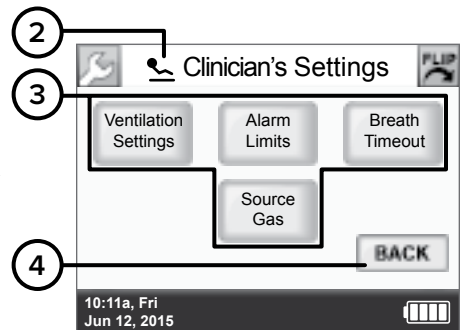 2
Clinician's Settings
FLIP
3
Ventilation
Settings
Alarm
Limits
Breath
Timeout
Source
Gas
4
BACK
10:11a, Fri
Jun 12, 2015